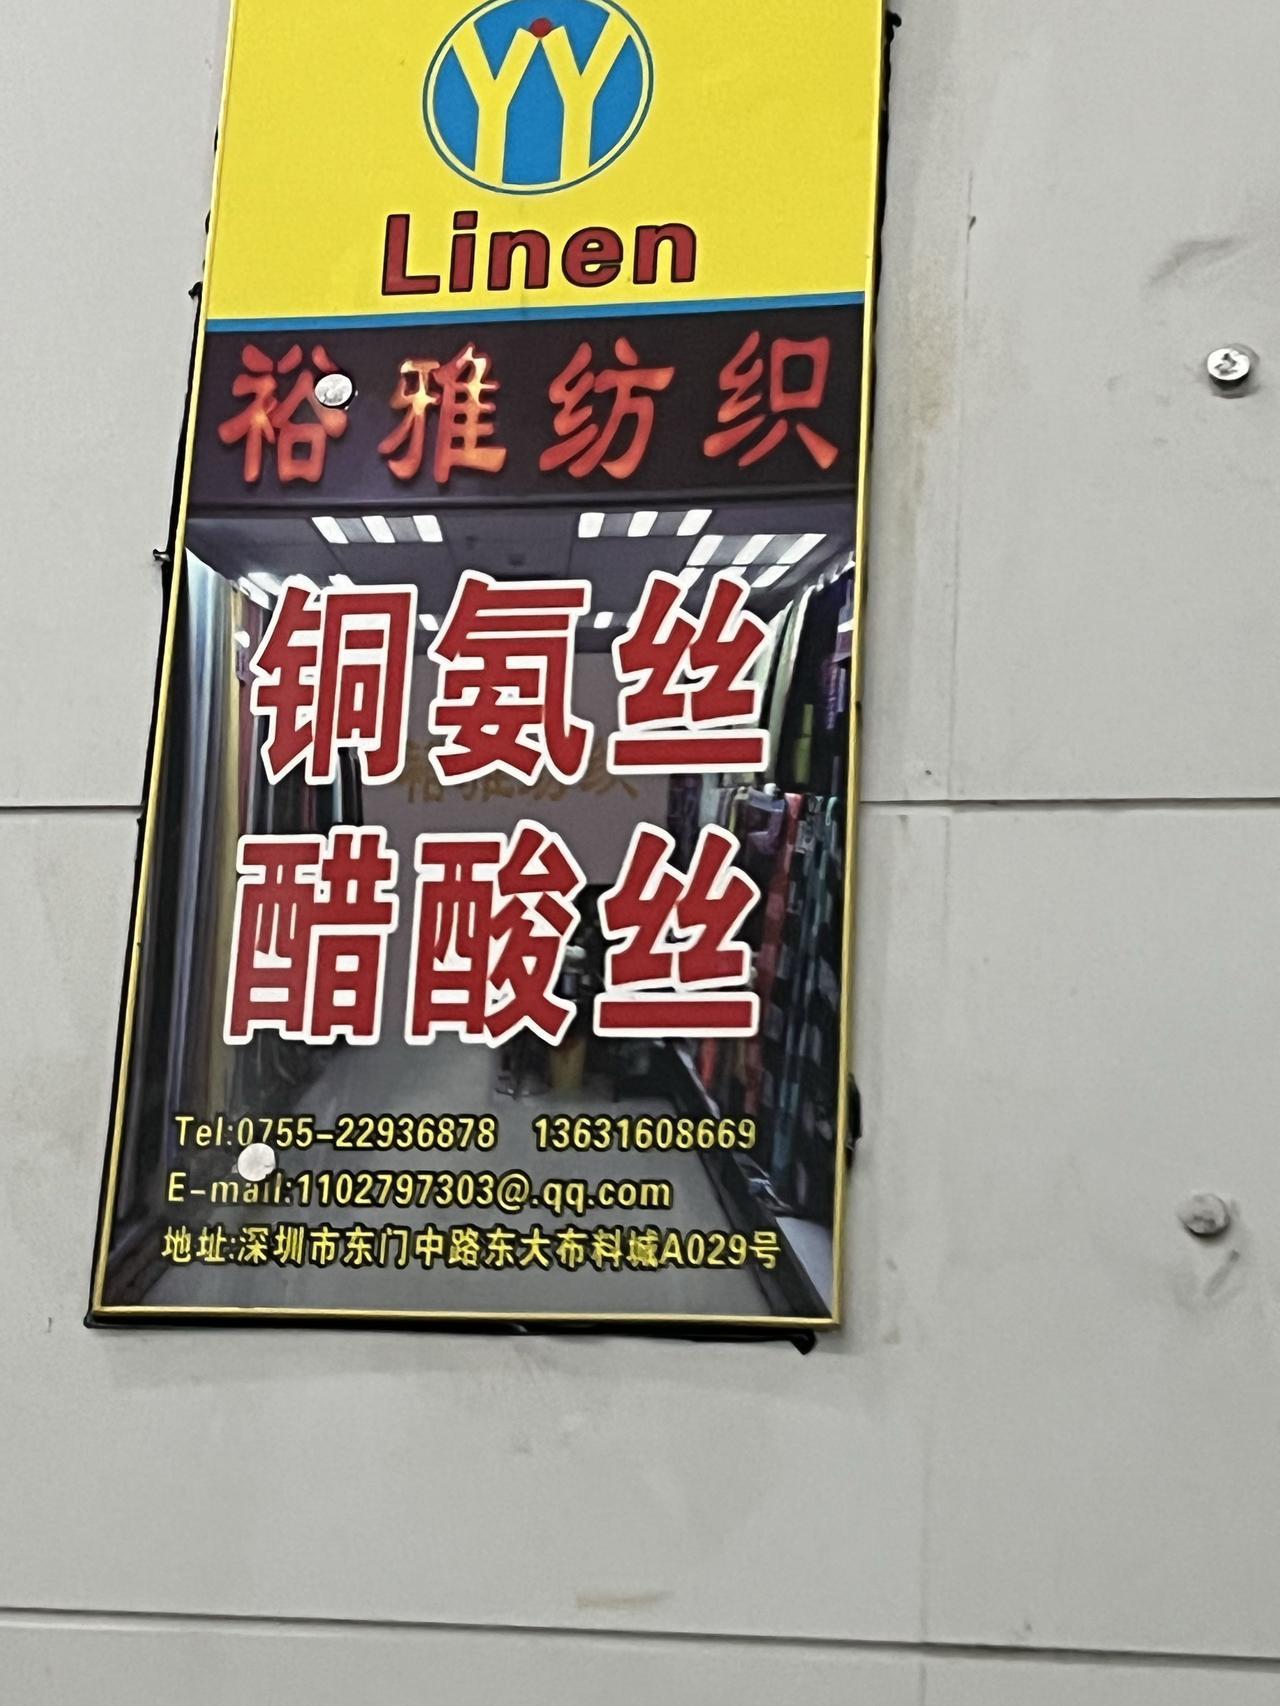 YY
Linen
裕雅纺织
铜氨丝
醋酸丝
Tel:0755-22936878 13631608669
E-mail:1102797303@.qq.com
地址:深圳市东门中路东大布料城A029号